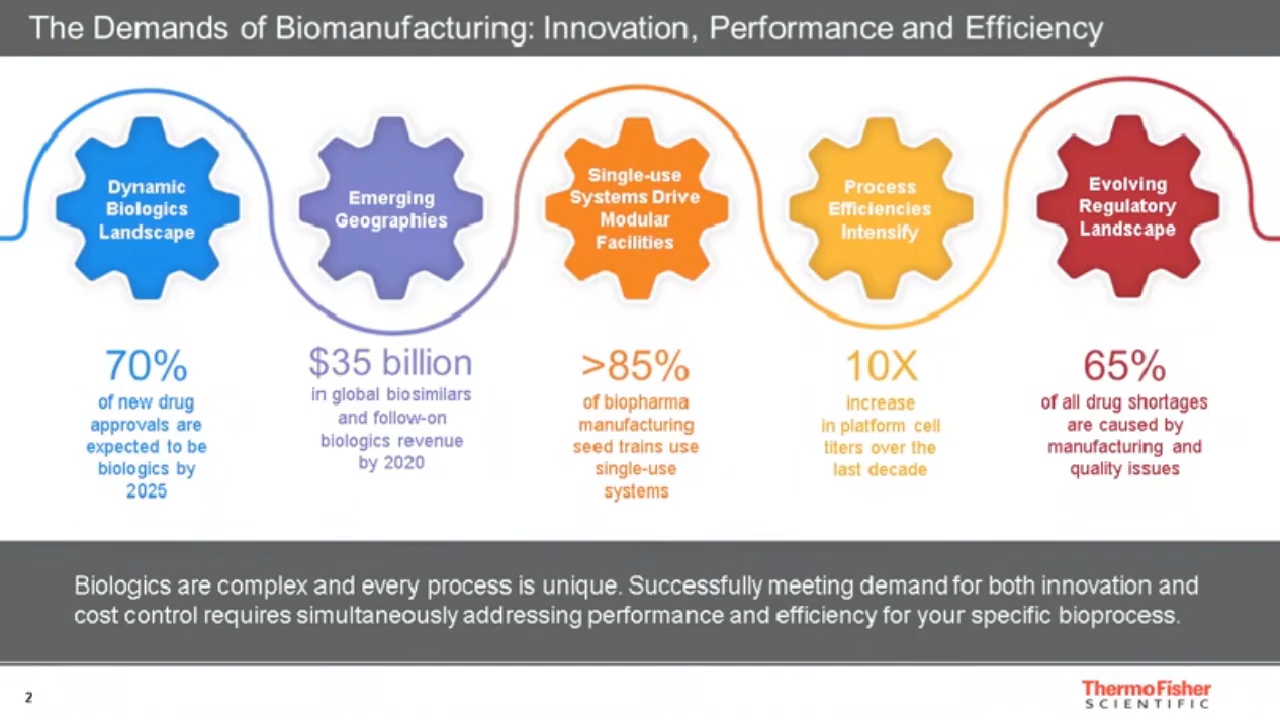 The Demands of Biomanufacturing: Innovation, Performance and Efficiency
Dynamic
Biologics
Landscape
Emerging
Geographies
Single-use
Systems Drive
Modular
Facilities
Process
Efficiencies
Intensify
Evolving
Regulatory
Landscape
70%
of new drug
approvals are
expected to be
biologics by
2025
$35 billion
in global biosimilars
and follow-on
biologics revenue
by 2020
>85%
of biopharma
manufacturing
seed trains use
single-use
systems
10X
increase
in platform cell
titers over the
last decade
65%
of all drug shortages
are caused by
manufacturing and
quality issues
Biologics are complex and every process is unique. Successfully meeting demand for both innovation and
cost control requires simultaneously addressing performance and efficiency for your specific bioprocess.
2
ThermoFisher
SCIENTIFIC